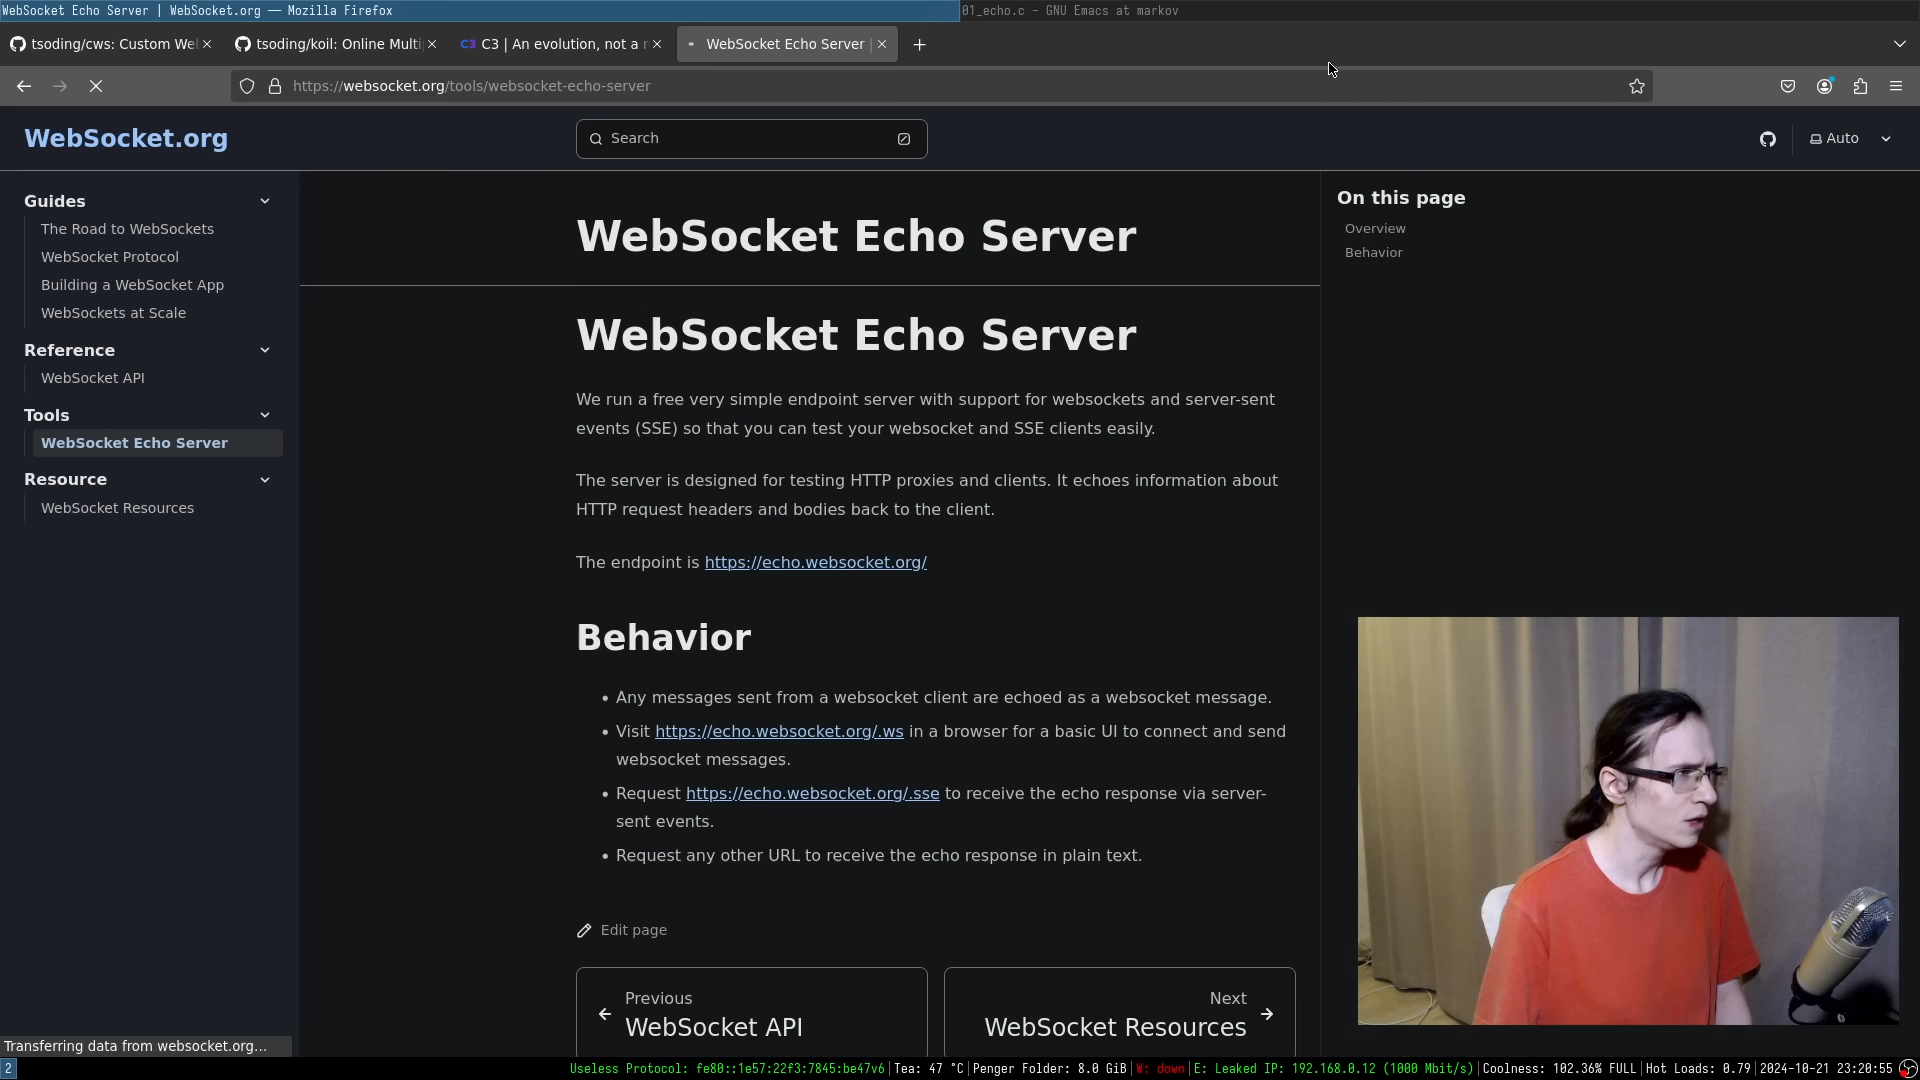 WebSocket Echo Server | WebSocket.org — Mozilla Firefox
01_echo.c - GNU Emacs at markov
tsoding/cws: Custom We
tsoding/koil: Online Multi
C3 C3 | An evolution, not a r
WebSocket Echo Server |
https://websocket.org/tools/websocket-echo-server
WebSocket.org
Search
Auto
Guides
The Road to WebSockets
WebSocket Protocol
Building a WebSocket App
WebSockets at Scale
Reference
WebSocket API
Tools
WebSocket Echo Server
Resource
WebSocket Resources
WebSocket Echo Server
WebSocket Echo Server
We run a free very simple endpoint server with support for websockets and server-sent
events (SSE) so that you can test your websocket and SSE clients easily.
The server is designed for testing HTTP proxies and clients. It echoes information about
HTTP request headers and bodies back to the client.
The endpoint is https://echo.websocket.org/
Behavior
• Any messages sent from a websocket client are echoed as a websocket message.
• Visit https://echo.websocket.org/.ws in a browser for a basic UI to connect and send
websocket messages.
• Request https://echo.websocket.org/.sse to receive the echo response via server-
sent events.
• Request any other URL to receive the echo response in plain text.
Edit page
Previous
WebSocket API
Next
WebSocket Resources
On this page
Overview
Behavior
Transferring data from websocket.org…
2
Useless Protocol: fe80::1e57:22f3:7845:be47v6|Tea: 47 °C|Penger Folder: 8.0 GiB|W: down|E: Leaked IP: 192.168.0.12 (1000 Mbit/s)|Coolness: 102.36% FULL|Hot Loads: 0.79|2024-10-21 23:20:55